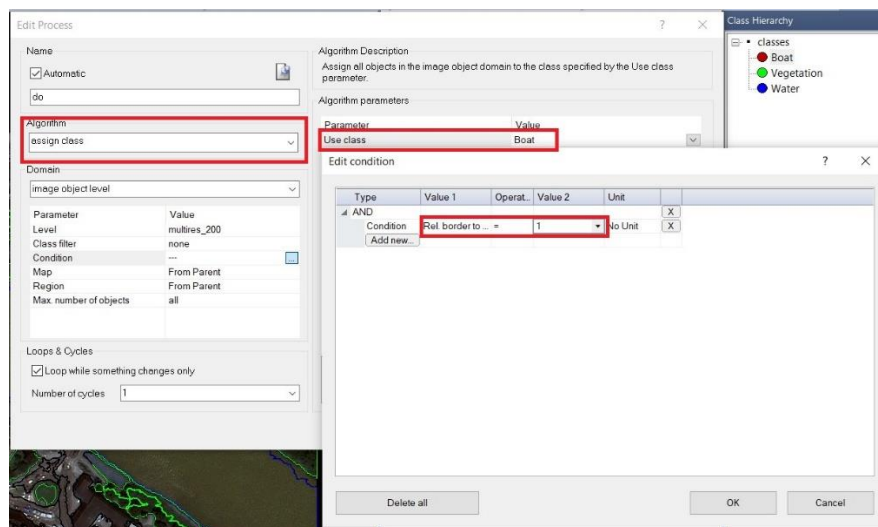 Edit Process
?
Name
Automatic
do
Algorithm
assign class
Domain
image object level
Parameter Value
Level multires_200
Class filter none
Condition --- ...
Map From Parent
Region From Parent
Max. number of objects all
Loops & Cycles
Loop while something changes only
Number of cycles 1
Algorithm Description
Assign all objects in the image object domain to the class specified by the Use class
parameter.
Algorithm parameters
Parameter Value
Use class Boat
Edit condition
?
Type Value 1 Operat... Value 2 Unit
AND X
Condition Rel. border to ... = 1 No Unit X
Add new...
Delete all OK Cancel
Class Hierarchy
classes
Boat
Vegetation
Water